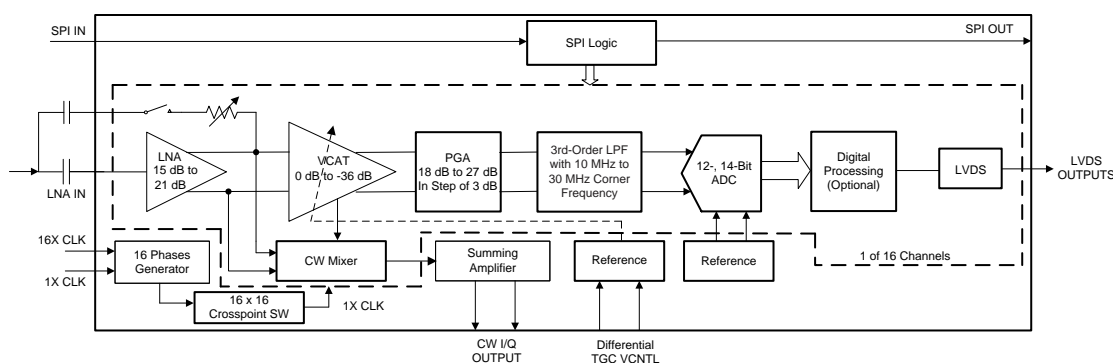 SPI IN
SPI Logic
SPI OUT
LNA
15 dB to
21 dB
LNA IN
VCAT
0 dB to -36 dB
PGA
18 dB to 27 dB
In Step of 3 dB
3rd-Order LPF
with 10 MHz to
30 MHz Corner
Frequency
12-, 14-Bit
ADC
Digital
Processing
(Optional)
LVDS
LVDS
OUTPUTS
16X CLK
1X CLK
16 Phases
Generator
CW Mixer
Summing
Amplifier
Reference
Reference
1 of 16 Channels
16 x 16
Crosspoint SW
1X CLK
CW I/Q
OUTPUT
Differential
TGC VCNTL